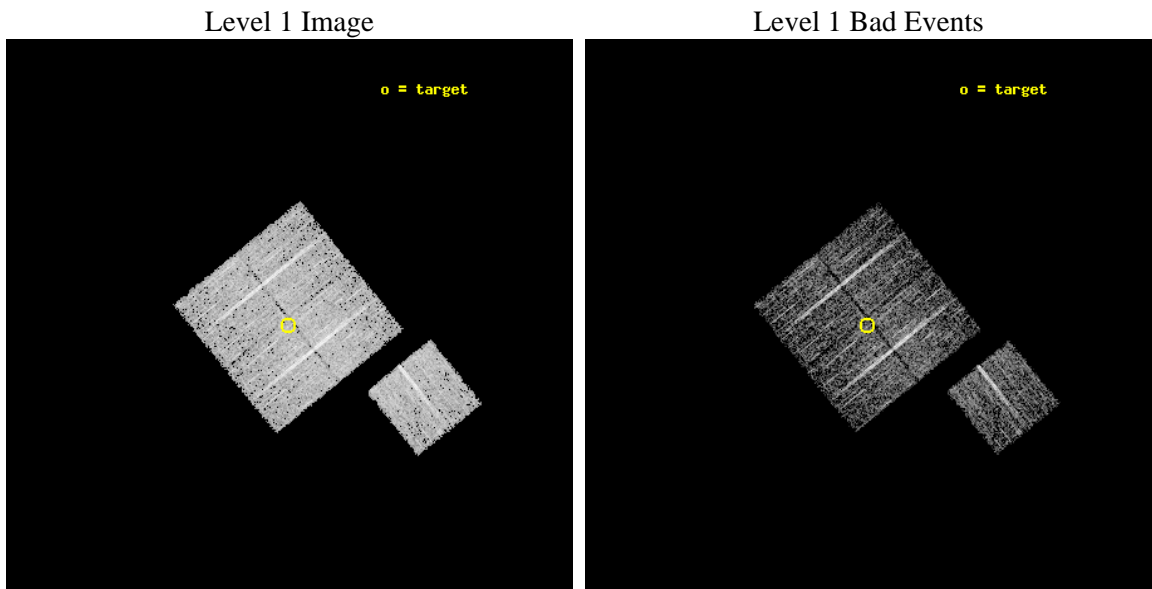 Level 1 Image
Level 1 Bad Events
o = target
o = target